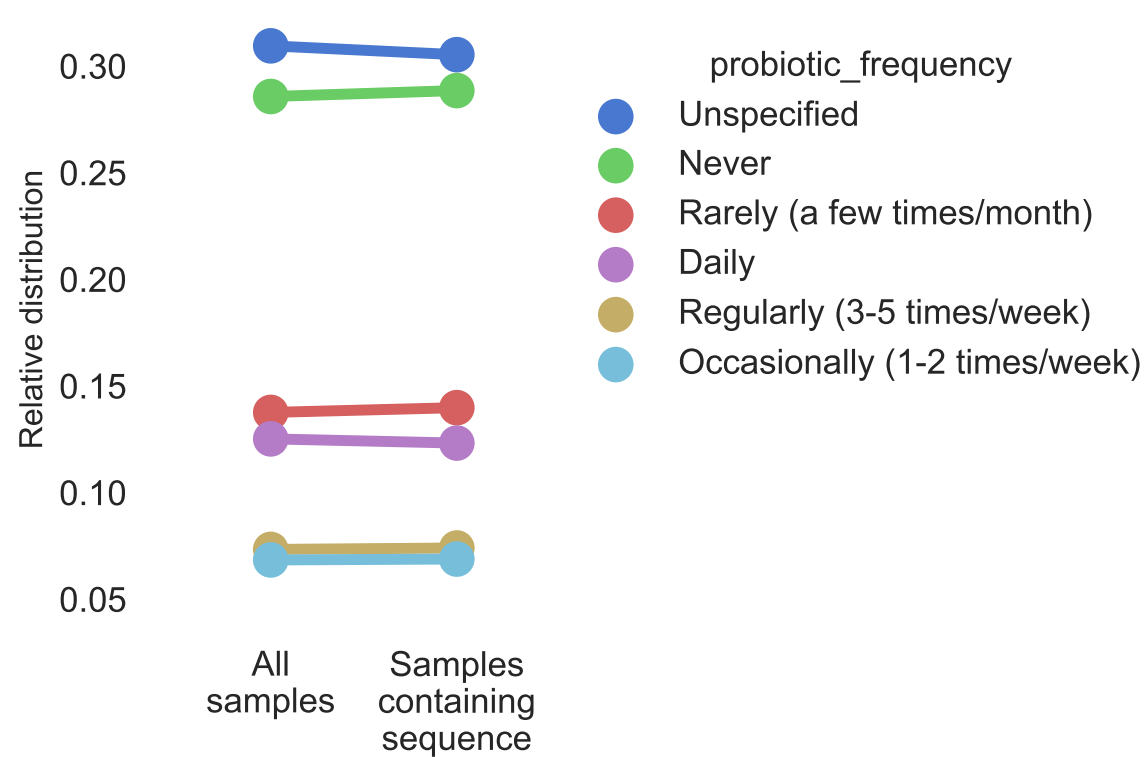 Relative distribution
0.30
0.25
0.20
0.15
0.10
0.05
All
samples
Samples
containing
sequence
probiotic_frequency
Unspecified
Never
Rarely (a few times/month)
Daily
Regularly (3-5 times/week)
Occasionally (1-2 times/week)